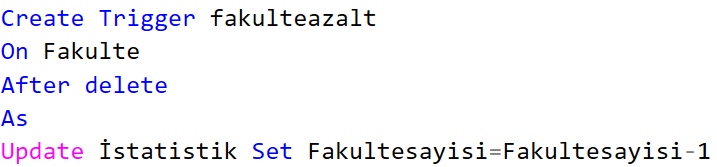 Create Trigger fakulteazalt
On Fakulte
After delete
As
Update İstatistik Set Fakultesayisi=Fakultesayisi-1